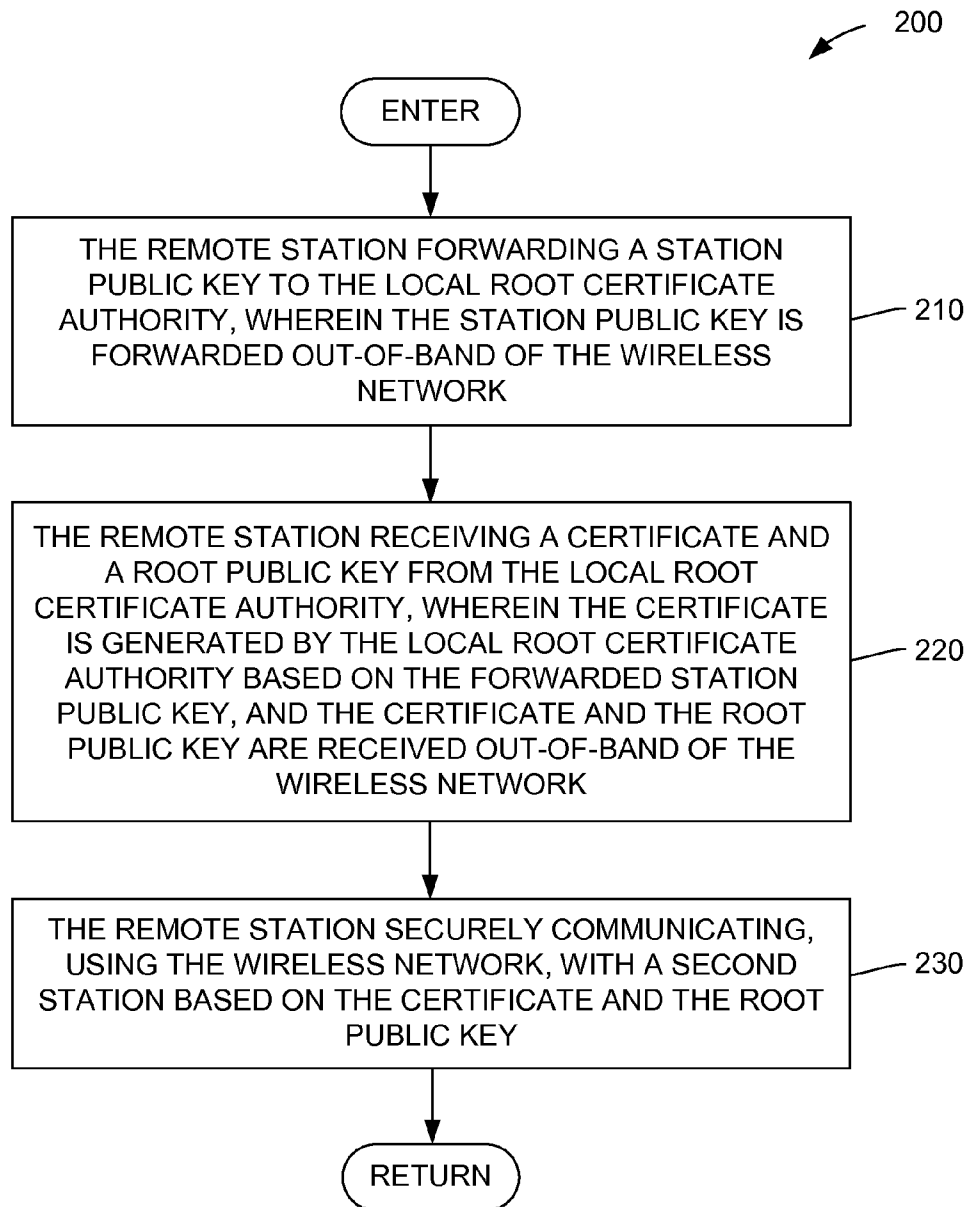 200
ENTER
THE REMOTE STATION FORWARDING A STATION
PUBLIC KEY TO THE LOCAL ROOT CERTIFICATE
AUTHORITY, WHEREIN THE STATION PUBLIC KEY IS
FORWARDED OUT-OF-BAND OF THE WIRELESS
NETWORK
210
THE REMOTE STATION RECEIVING A CERTIFICATE AND
A ROOT PUBLIC KEY FROM THE LOCAL ROOT
CERTIFICATE AUTHORITY, WHEREIN THE CERTIFICATE
IS GENERATED BY THE LOCAL ROOT CERTIFICATE
AUTHORITY BASED ON THE FORWARDED STATION
PUBLIC KEY, AND THE CERTIFICATE AND THE ROOT
PUBLIC KEY ARE RECEIVED OUT-OF-BAND OF THE
WIRELESS NETWORK
220
THE REMOTE STATION SECURELY COMMUNICATING,
USING THE WIRELESS NETWORK, WITH A SECOND
STATION BASED ON THE CERTIFICATE AND THE ROOT
PUBLIC KEY
230
RETURN